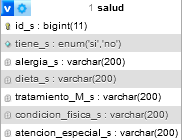 v 1 salud
id_s : bigint(11)
tiene_s : enum('si','no')
alergia_s : varchar(200)
dieta_s : varchar(200)
tratamiento_M_s : varchar(200)
condicion_fisica_s : varchar(200)
atencion_especial_s : varchar(200)